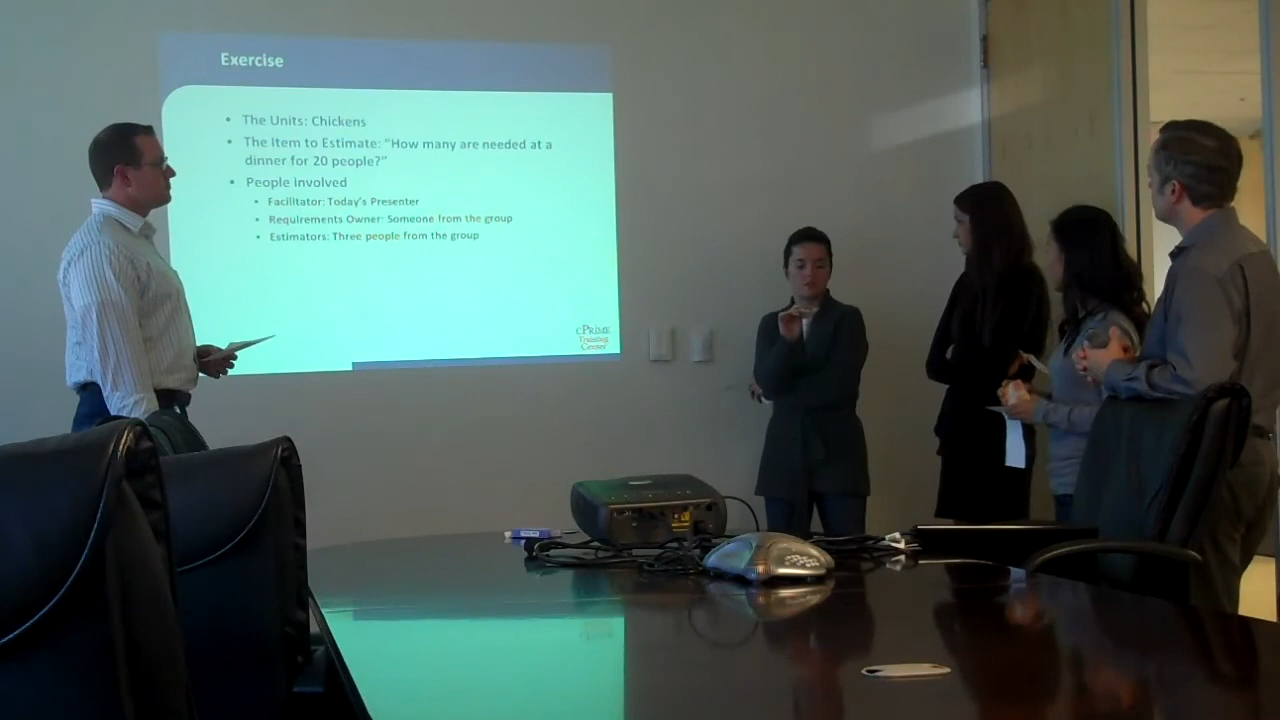 Exercise
• The Units: Chickens
• The Item to Estimate: "How many are needed at a
dinner for 20 people?"
• People Involved
• Facilitator: Today's Presenter
• Requirements Owner: Someone from the group
• Estimators: Three people from the group
cPRIME
Training
Center